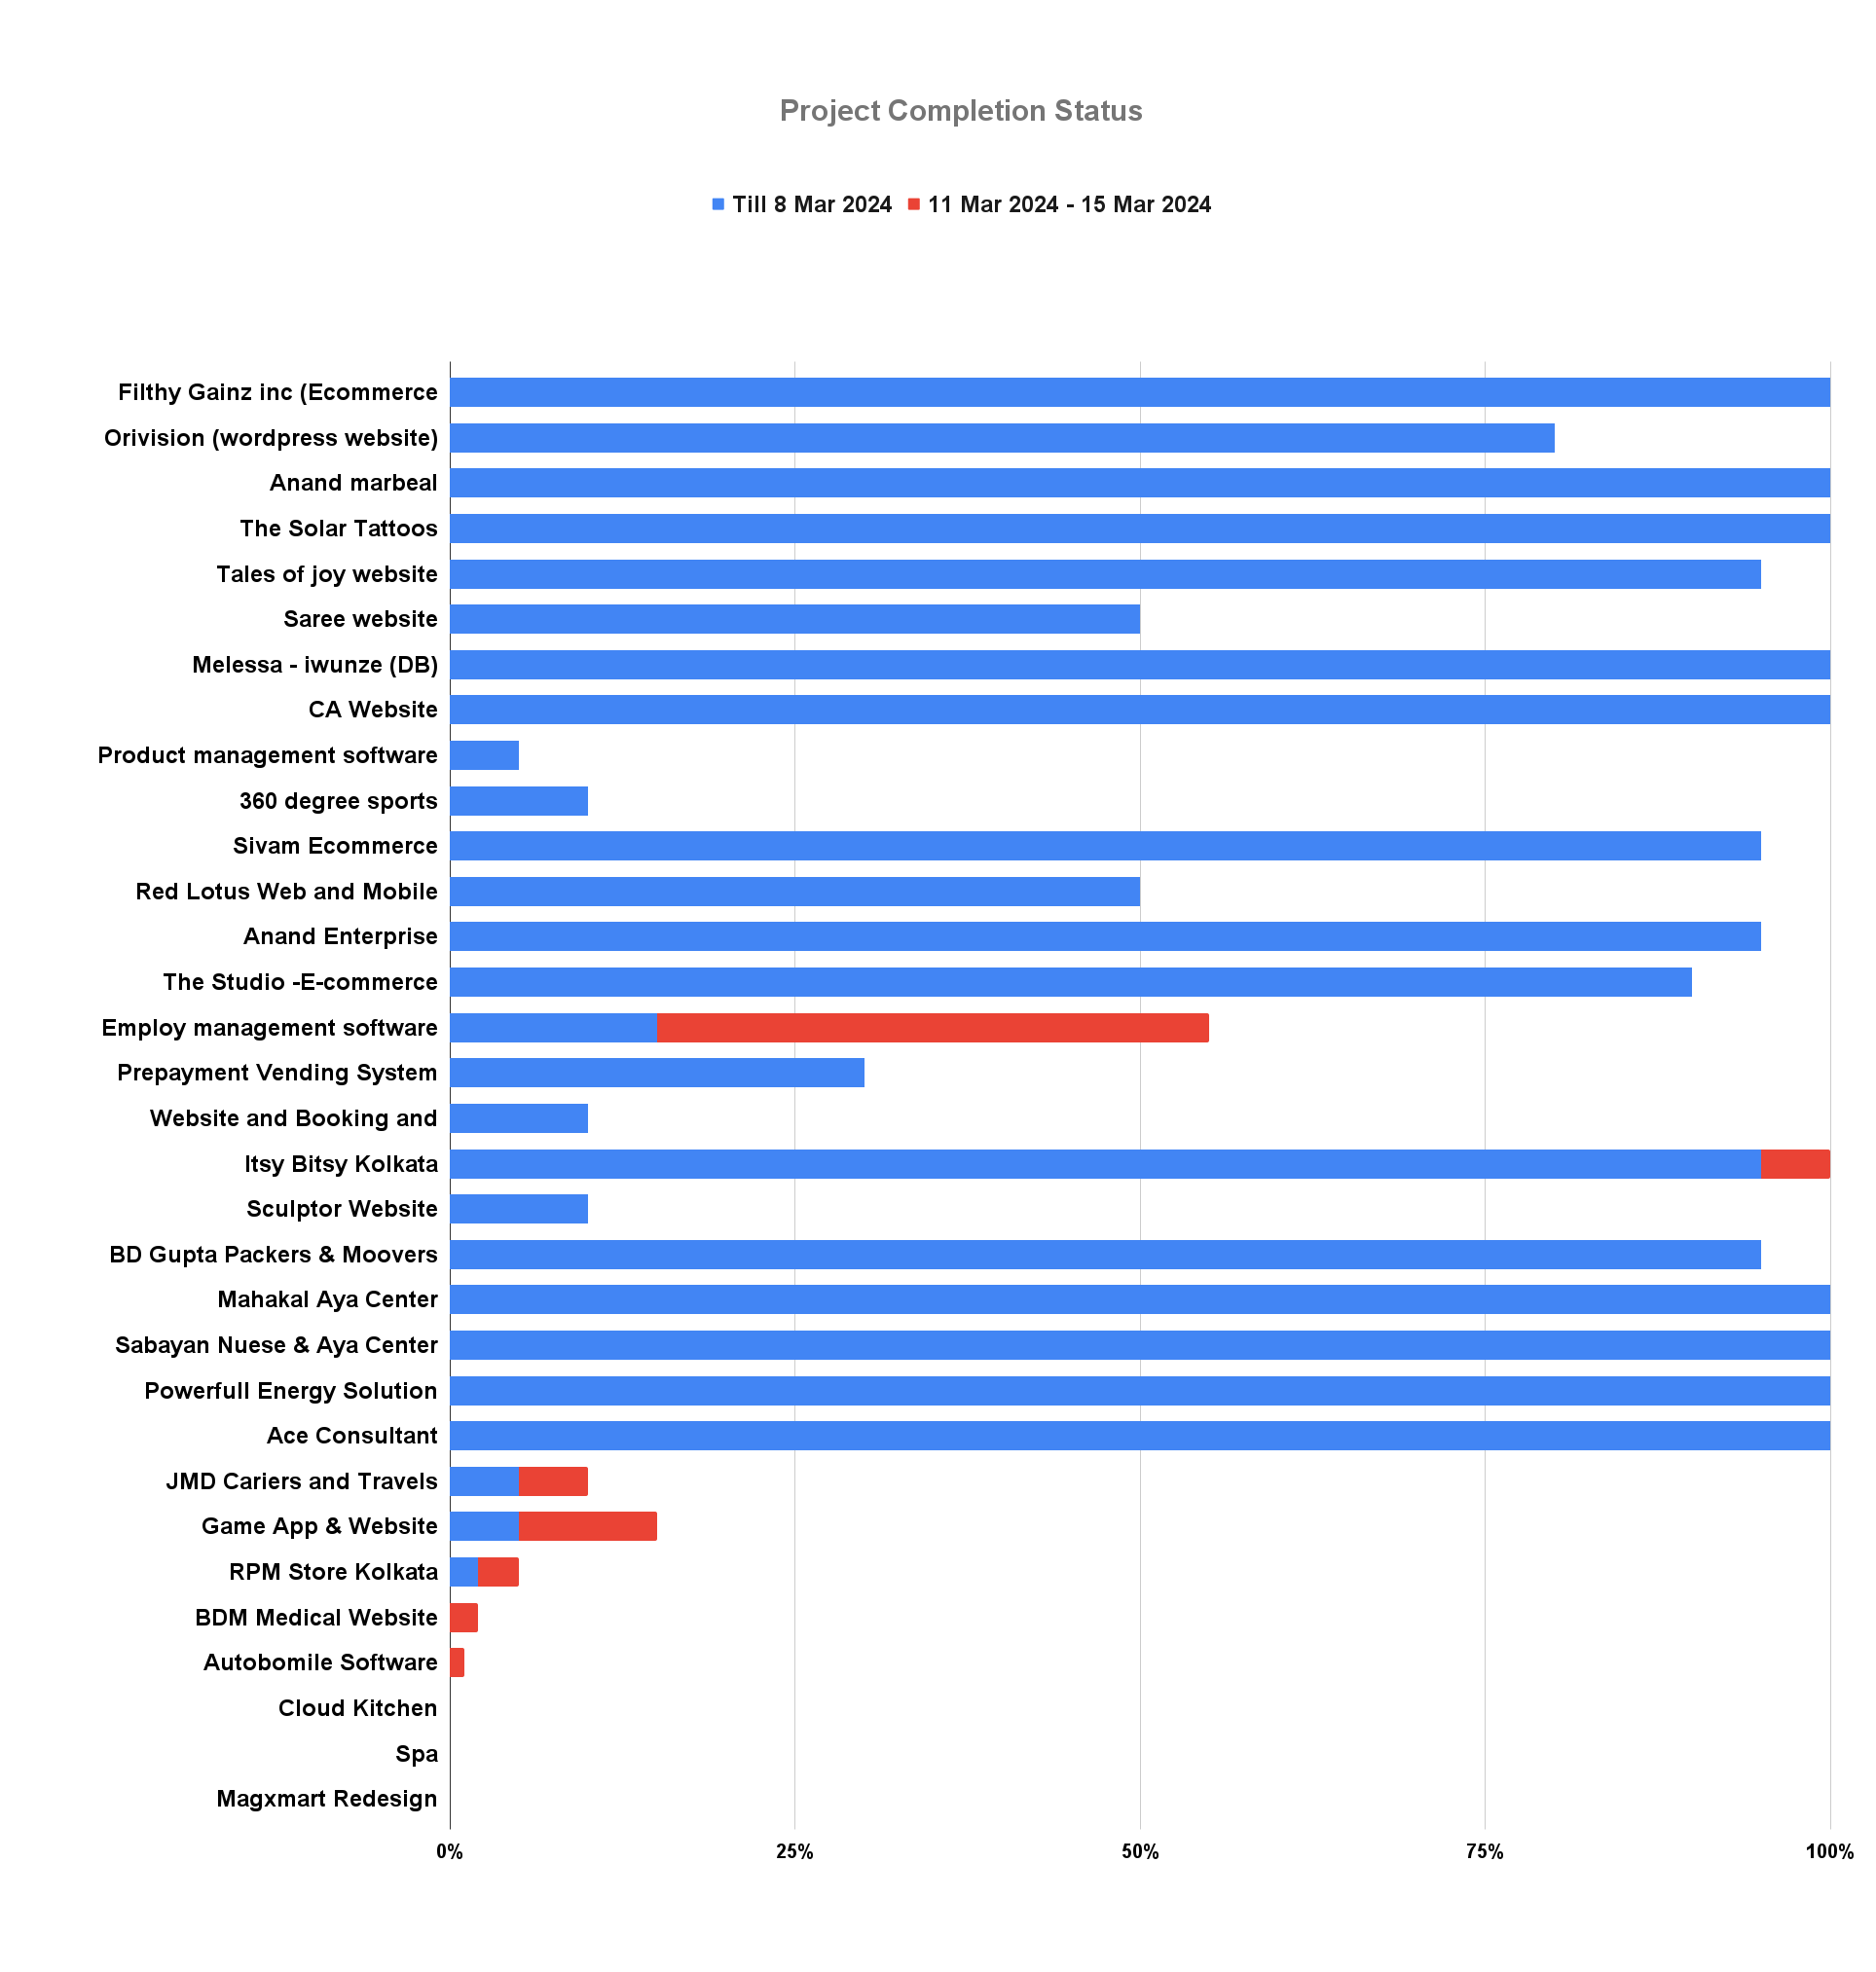 Project Completion Status
Till 8 Mar 2024 11 Mar 2024 - 15 Mar 2024
Filthy Gainz inc (Ecommerce
Orivision (wordpress website)
Anand marbeal
The Solar Tattoos
Tales of joy website
Saree website
Melessa - iwunze (DB)
CA Website
Product management software
360 degree sports
Sivam Ecommerce
Red Lotus Web and Mobile
Anand Enterprise
The Studio -E-commerce
Employ management software
Prepayment Vending System
Website and Booking and
Itsy Bitsy Kolkata
Sculptor Website
BD Gupta Packers & Moovers
Mahakal Aya Center
Sabayan Nuese & Aya Center
Powerfull Energy Solution
Ace Consultant
JMD Cariers and Travels
Game App & Website
RPM Store Kolkata
BDM Medical Website
Autobomile Software
Cloud Kitchen
Spa
Magxmart Redesign
0% 25% 50% 75% 100%